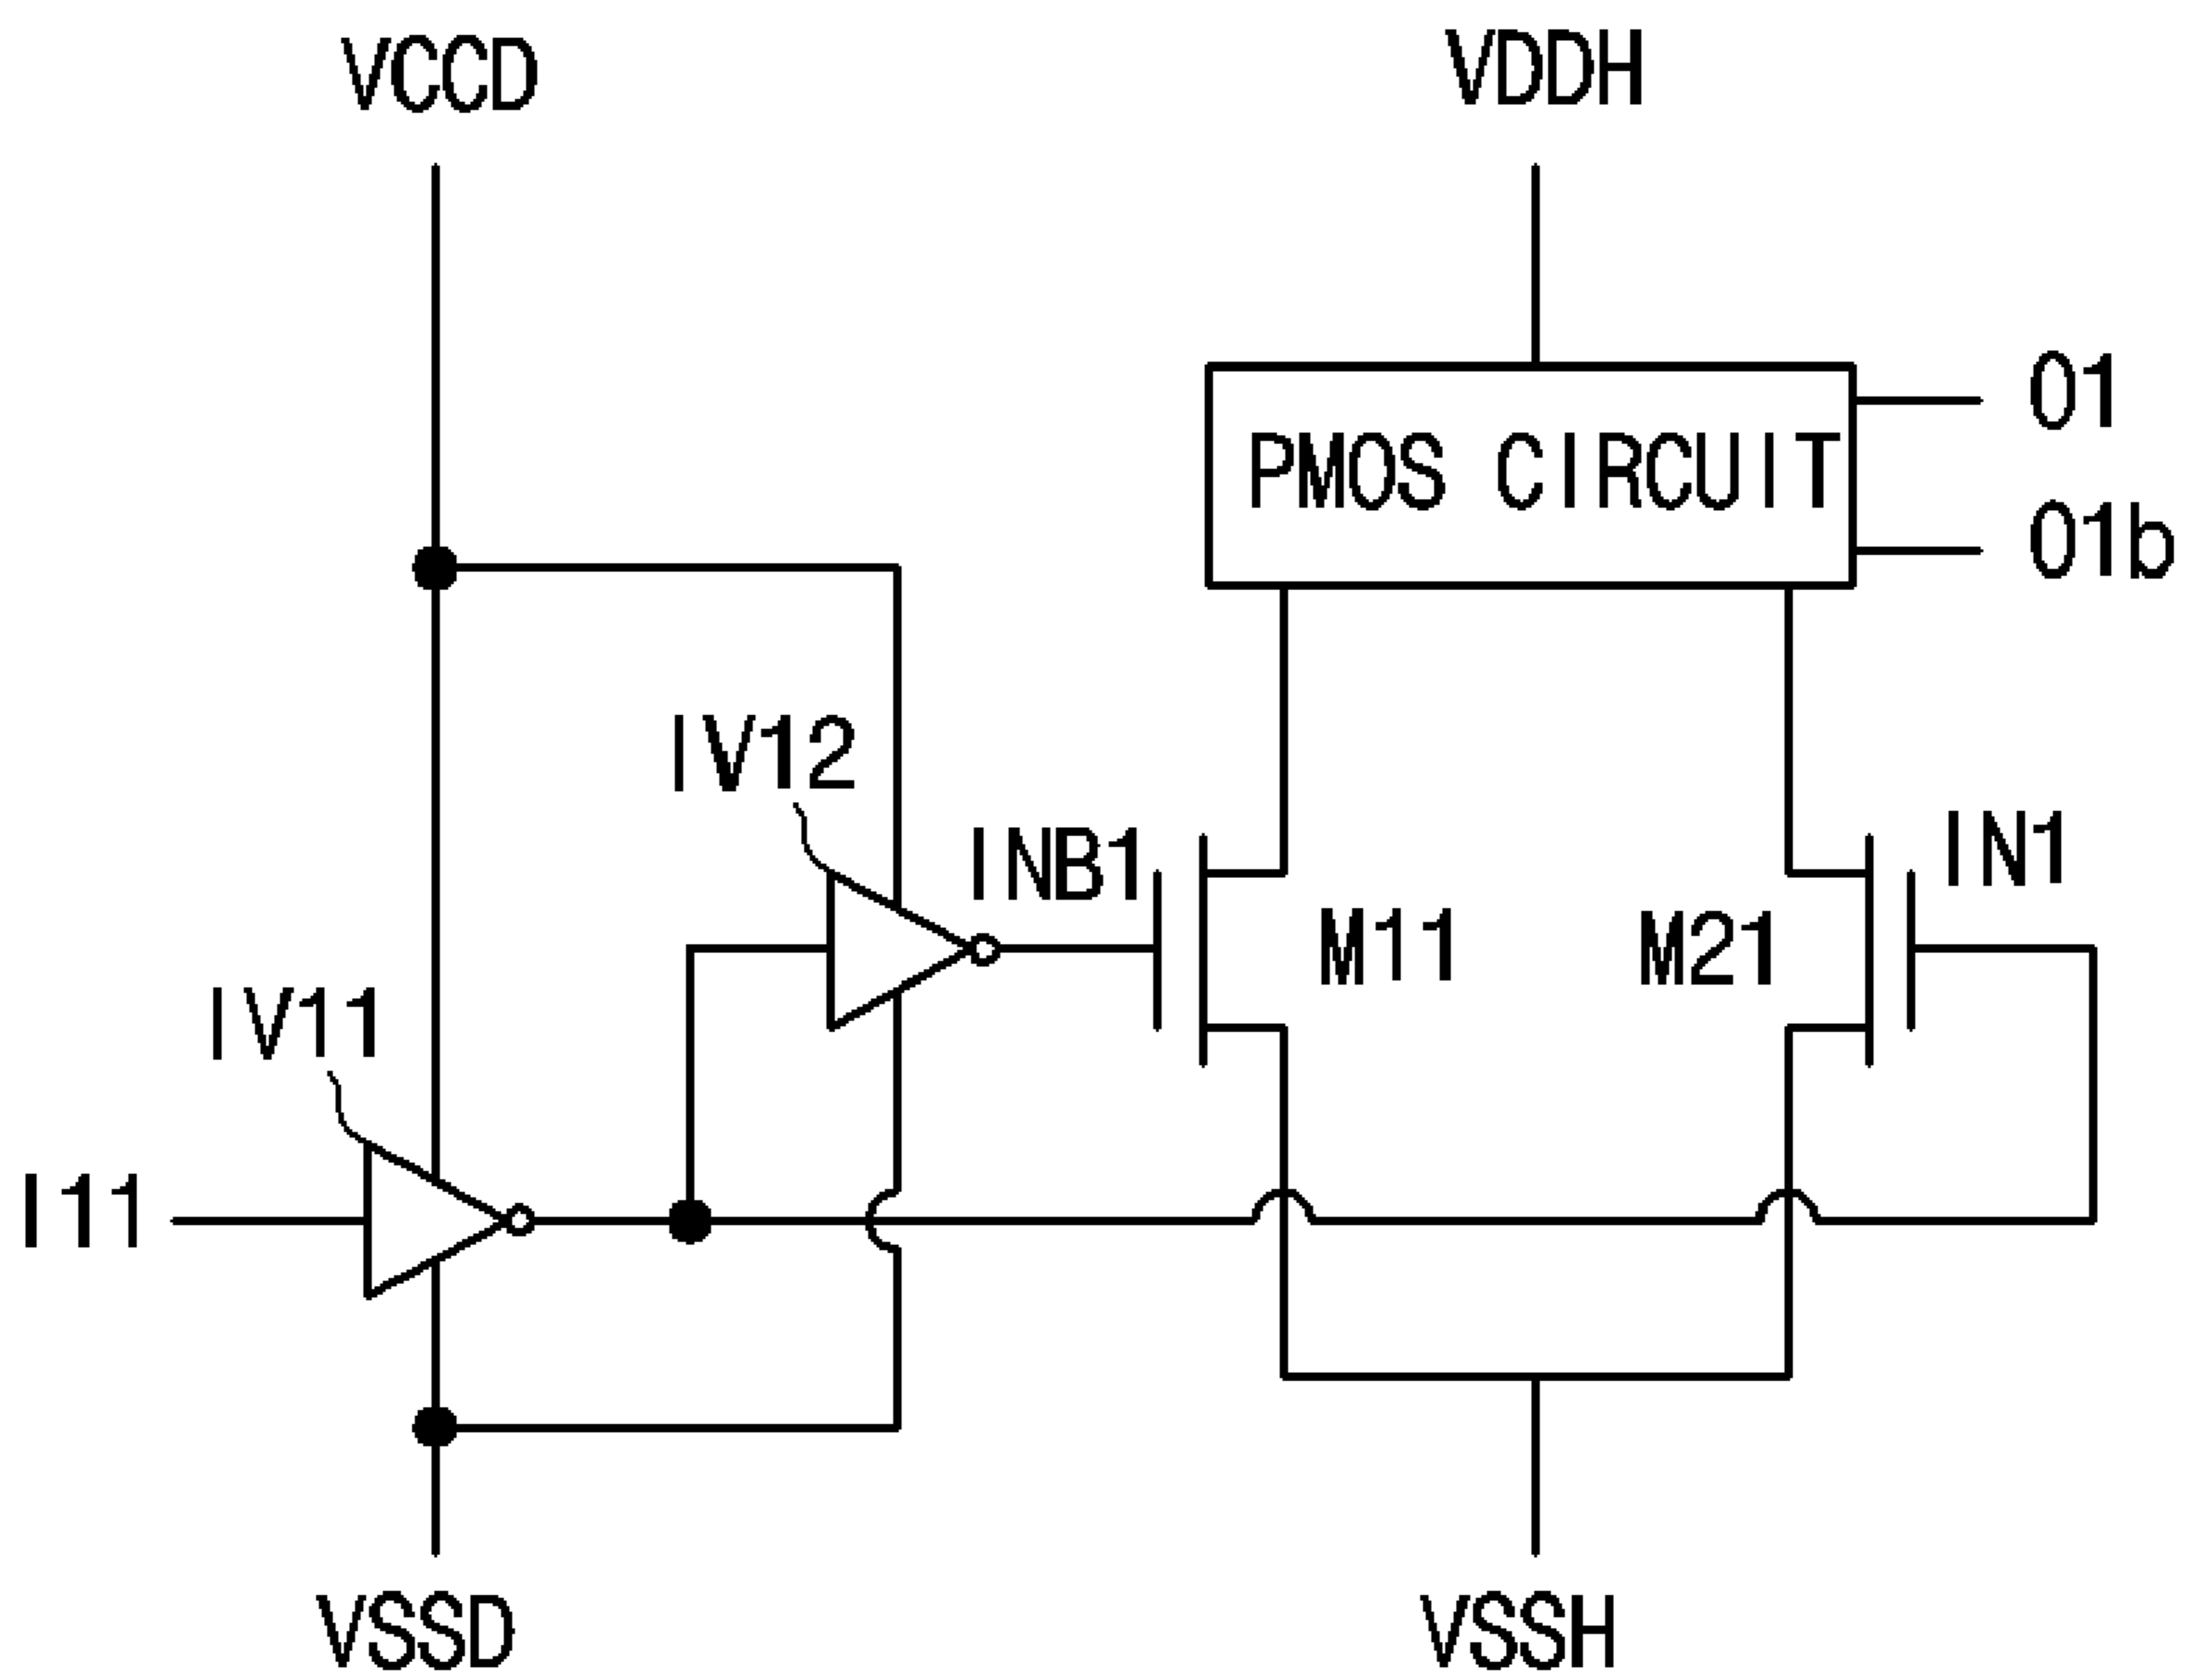 VCCD
VDDH
01
PMOS CIRCUIT
01b
IV12
INB1
IN1
M11
M21
IV11
I11
VSSD
VSSH